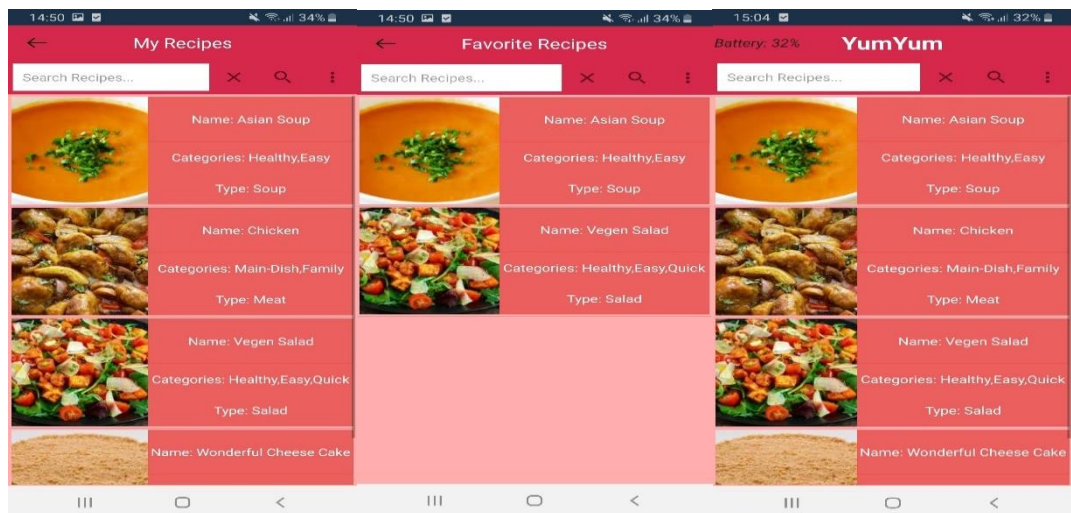 14:50 34%
My Recipes
Search Recipes...
Name: Asian Soup
Categories: Healthy,Easy
Type: Soup
Name: Chicken
Categories: Main-Dish,Family
Type: Meat
Name: Vegen Salad
Categories: Healthy,Easy,Quick
Type: Salad
Name: Wonderful Cheese Cake
14:50 34%
Favorite Recipes
Search Recipes...
Name: Asian Soup
Categories: Healthy,Easy
Type: Soup
Name: Vegen Salad
Categories: Healthy,Easy,Quick
Type: Salad
15:04 32%
Battery: 32% YumYum
Search Recipes...
Name: Asian Soup
Categories: Healthy,Easy
Type: Soup
Name: Chicken
Categories: Main-Dish,Family
Type: Meat
Name: Vegen Salad
Categories: Healthy,Easy,Quick
Type: Salad
Name: Wonderful Cheese Cake